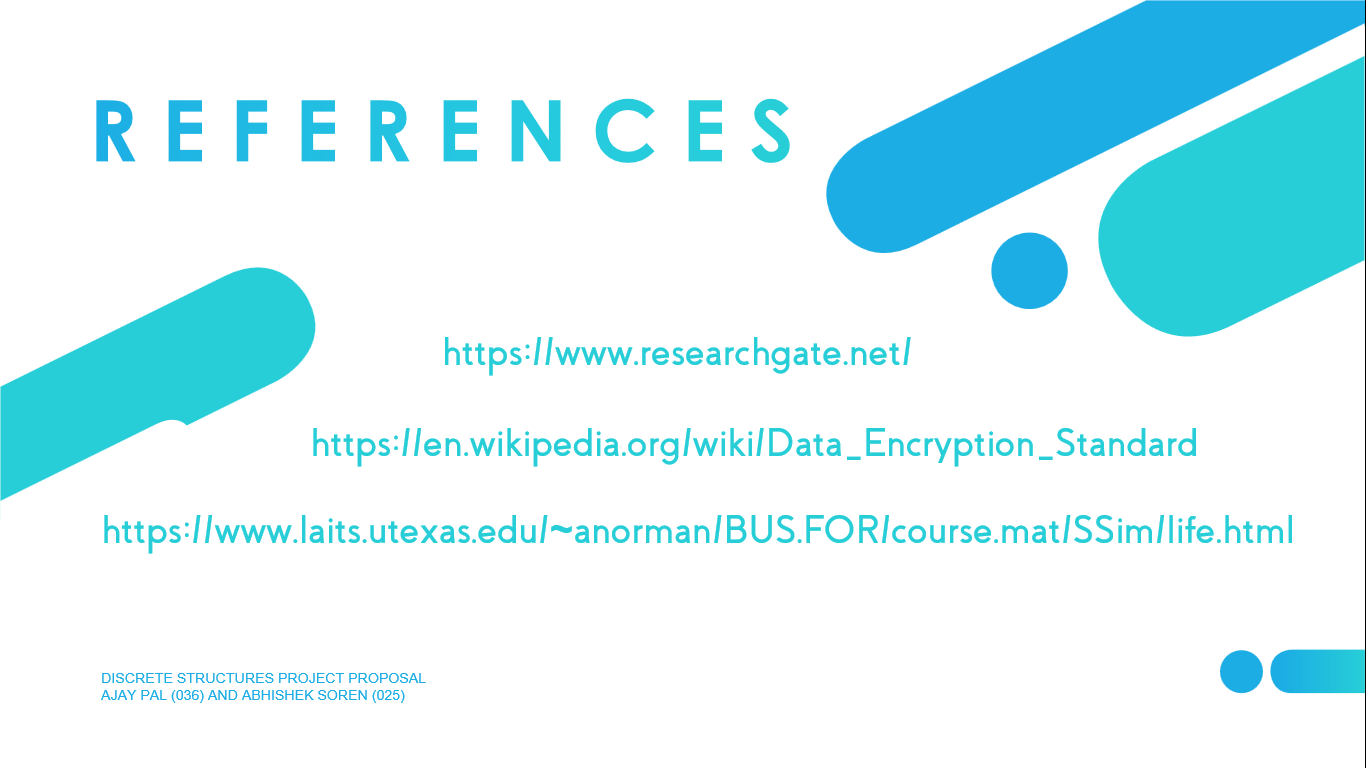 REFERENCES
https://www.researchgate.net/
https://en.wikipedia.org/wiki/Data_Encryption_Standard
https://www.laits.utexas.edu/~anorman/BUS.FOR/course.mat/SSim/life.html
DISCRETE STRUCTURES PROJECT PROPOSAL
AJAY PAL (036) AND ABHISHEK SOREN (025)